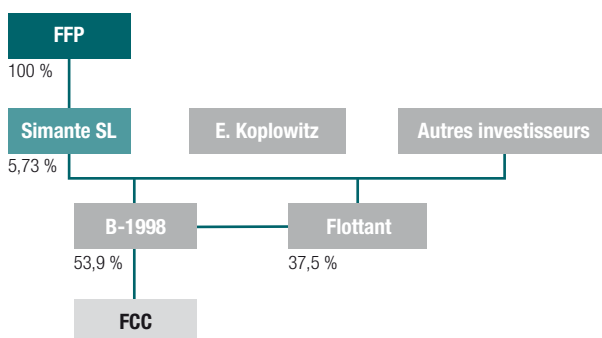 FFP
100 %
Simante SL
E. Koplowitz
Autres investisseurs
5,73 %
B-1998
Flottant
53,9 %
37,5 %
FCC